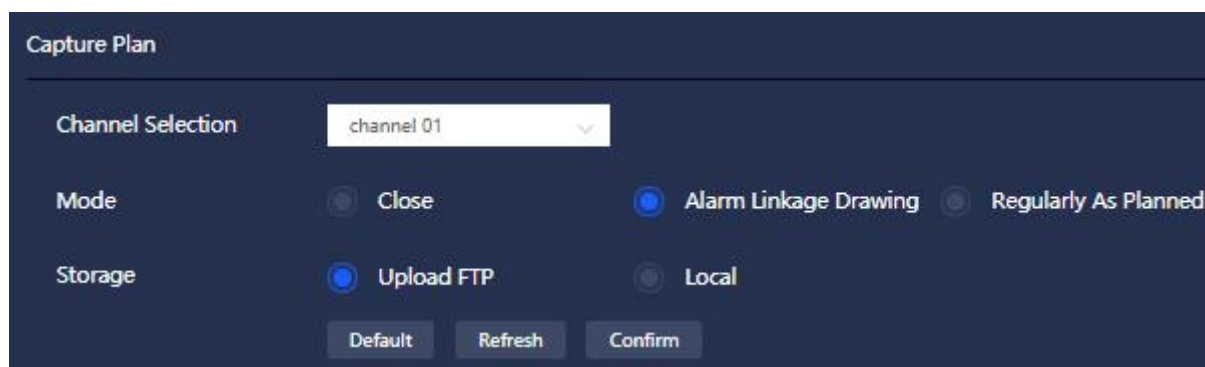 Capture Plan
Channel Selection channel 01
Mode Close Alarm Linkage Drawing Regularly As Planned
Storage Upload FTP Local
Default Refresh Confirm